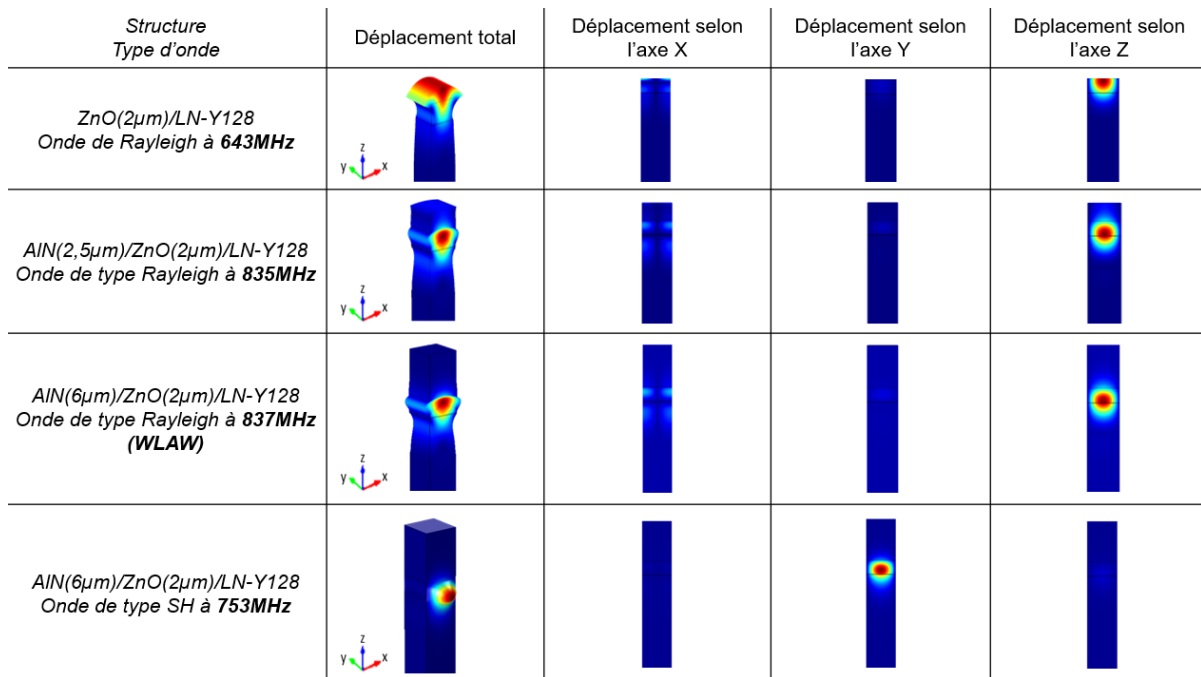 Structure
Type d'onde
Déplacement total
Déplacement selon
l'axe X
Déplacement selon
l'axe Y
Déplacement selon
l'axe Z
ZnO(2µm)/LN-Y128
Onde de Rayleigh à 643MHz
z
y
x
AlN(2,5µm)/ZnO(2µm)/LN-Y128
Onde de type Rayleigh à 835MHz
z
y
x
AlN(6µm)/ZnO(2µm)/LN-Y128
Onde de type Rayleigh à 837MHz
(WLAW)
z
y
x
AlN(6µm)/ZnO(2µm)/LN-Y128
Onde de type SH à 753MHz
z
y
x